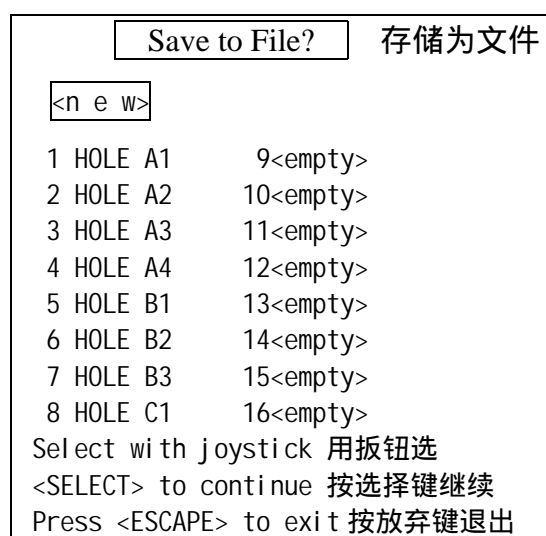 Save to File? 存储为文件
<n e w>
1 HOLE A1 9<empty>
2 HOLE A2 10<empty>
3 HOLE A3 11<empty>
4 HOLE A4 12<empty>
5 HOLE B1 13<empty>
6 HOLE B2 14<empty>
7 HOLE B3 15<empty>
8 HOLE C1 16<empty>
Select with joystick 用扳钮选
<SELECT> to continue 按选择键继续
Press <ESCAPE> to exit 按放弃键退出